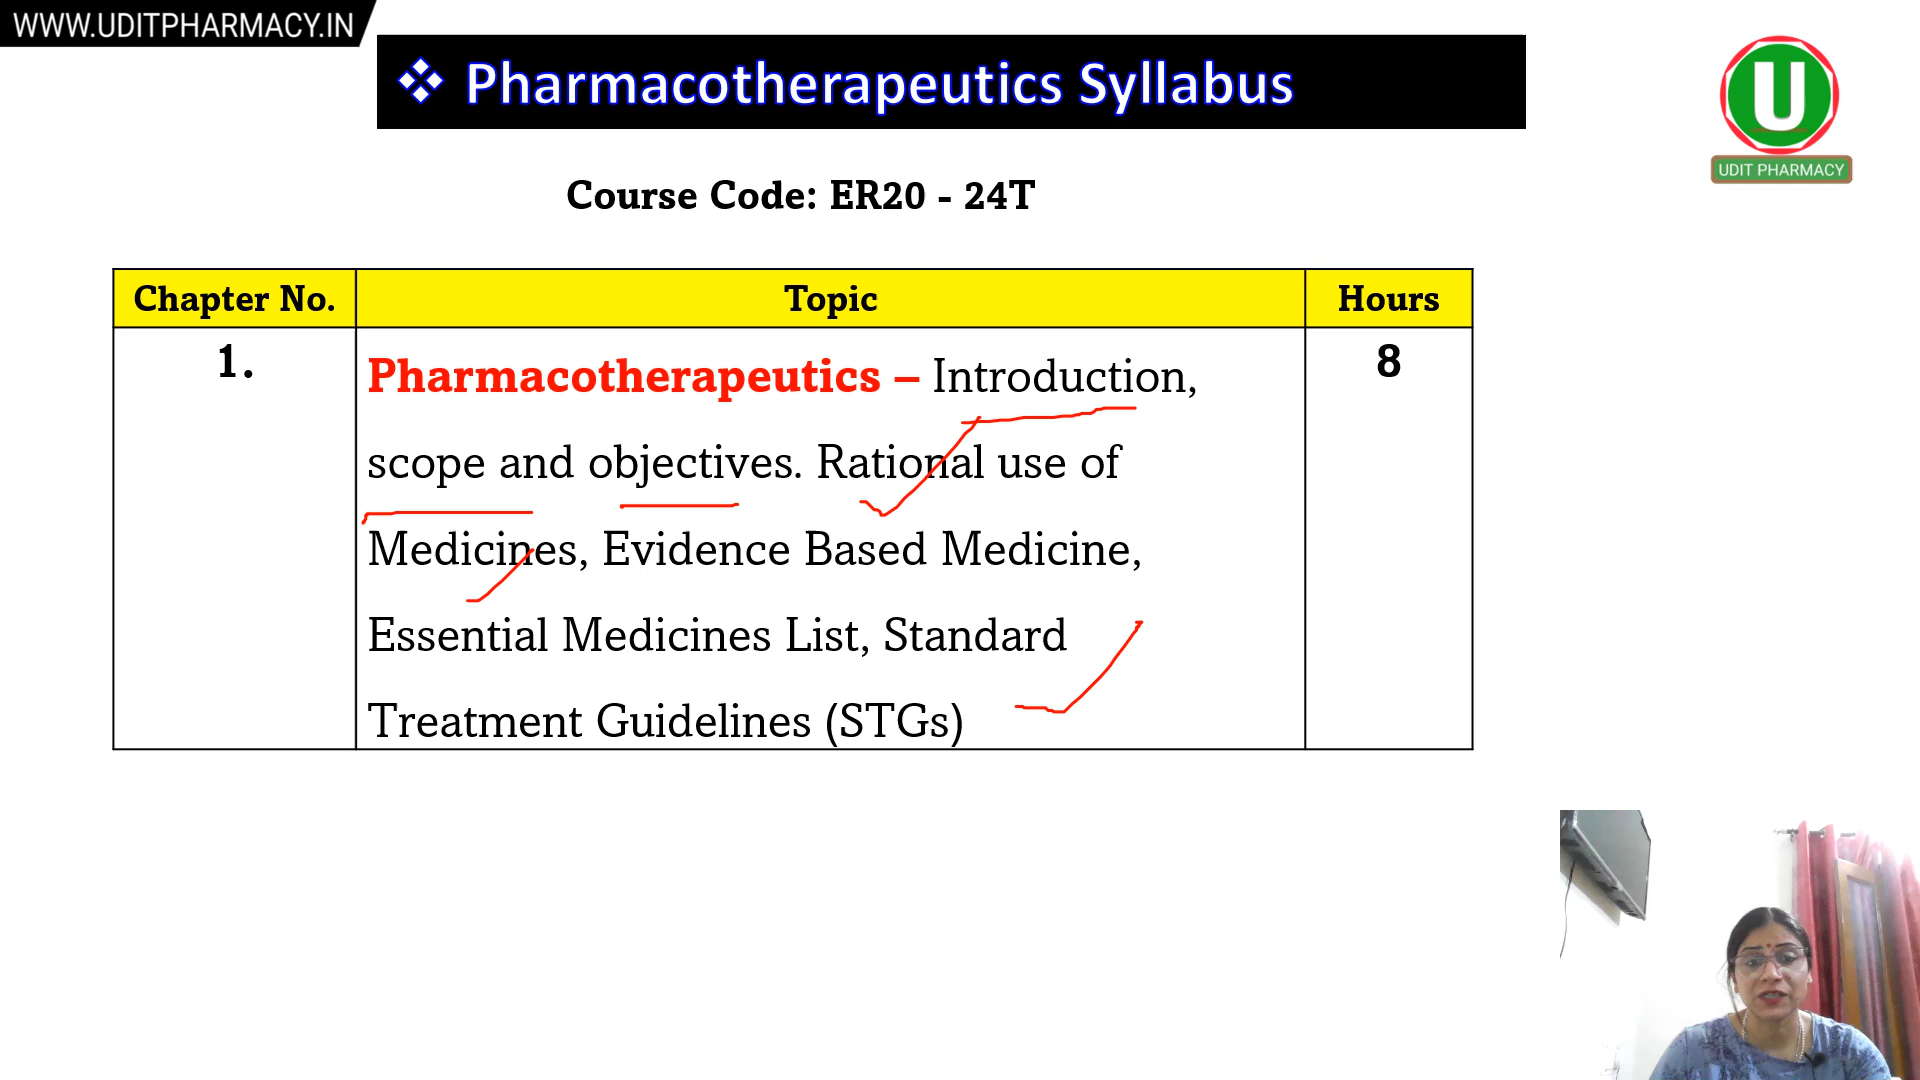 WWW.UDITPHARMACY.IN
❖ Pharmacotherapeutics Syllabus
U
UDIT PHARMACY
Course Code: ER20 - 24T
Chapter No. Topic Hours
1. Pharmacotherapeutics – Introduction, 8
scope and objectives. Rational use of
Medicines, Evidence Based Medicine,
Essential Medicines List, Standard
Treatment Guidelines (STGs)